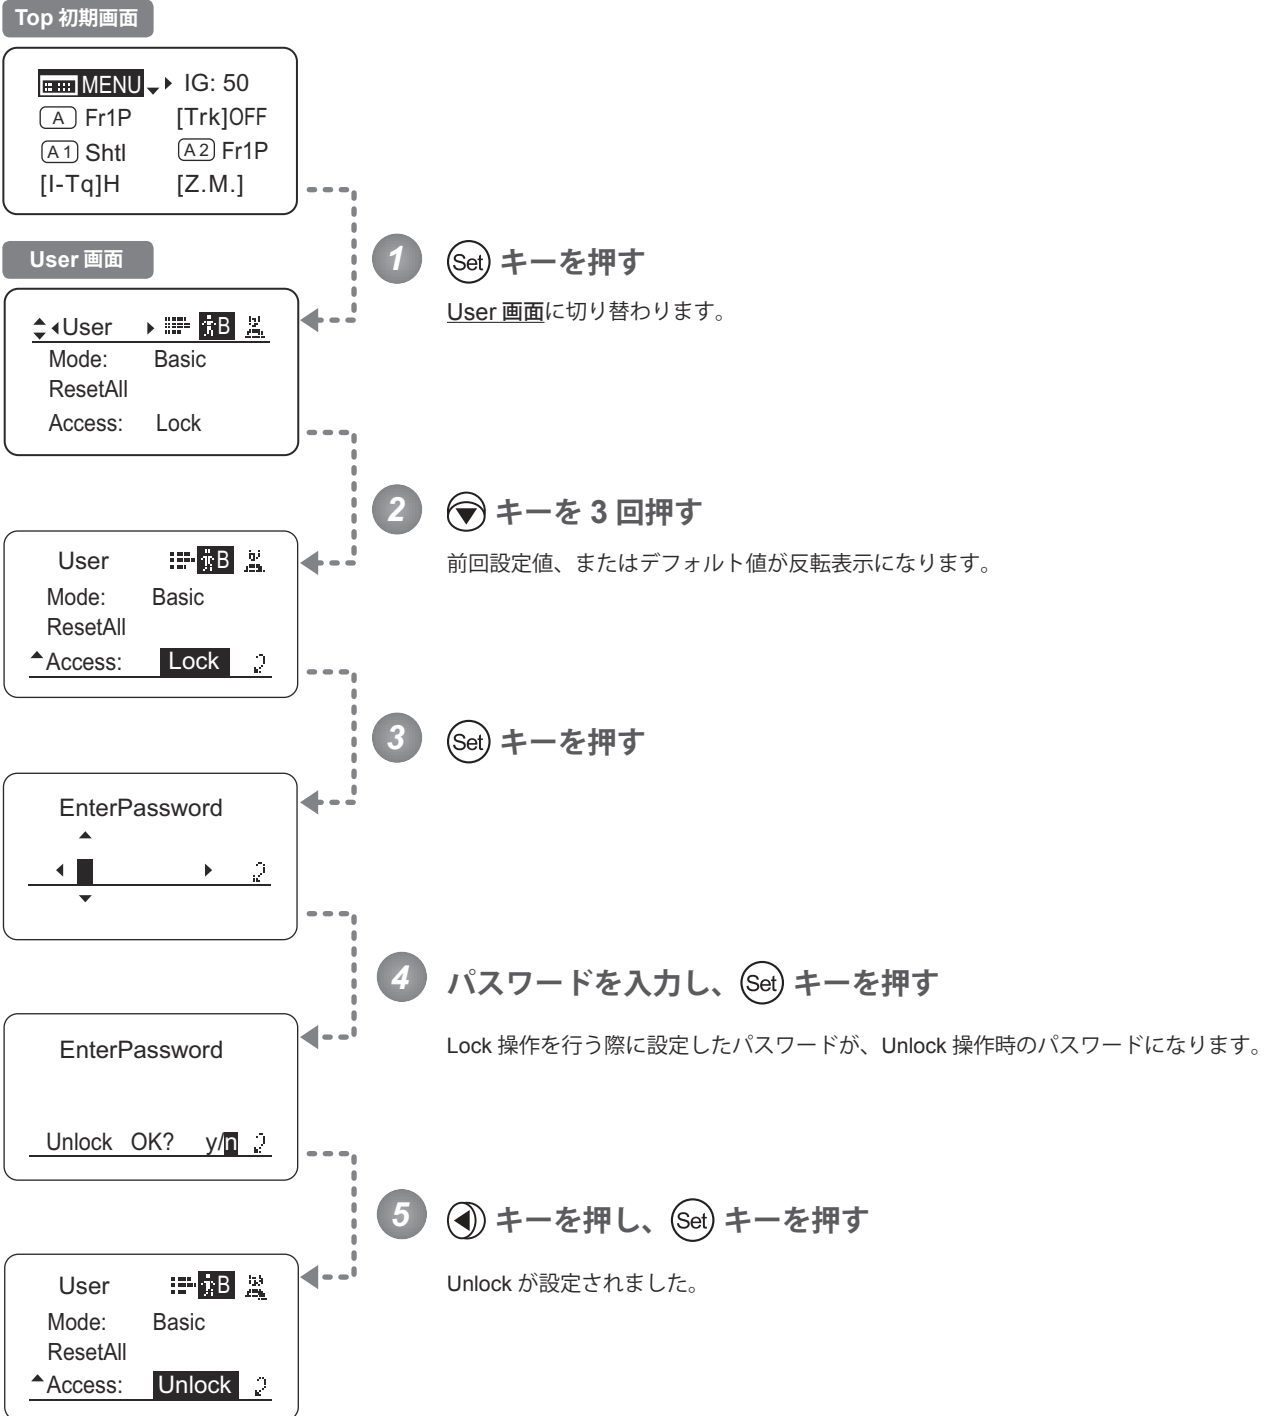 Top 初期画面
MENU IG: 50
A Fr1P [Trk]OFF
A1 Shtl A2 Fr1P
[I-Tq]H [Z.M.]
1 Set キーを押す
User 画面に切り替わります。
User 画面
User B
Mode: Basic
ResetAll
Access: Lock
2 キーを 3 回押す
前回設定値、またはデフォルト値が反転表示になります。
User B
Mode: Basic
ResetAll
Access: Lock
3 Set キーを押す
EnterPassword
4 パスワードを入力し、Set キーを押す
Lock 操作を行う際に設定したパスワードが、Unlock 操作時のパスワードになります。
EnterPassword
Unlock OK? y/n
5 キーを押し、Set キーを押す
Unlock が設定されました。
User B
Mode: Basic
ResetAll
Access: Unlock